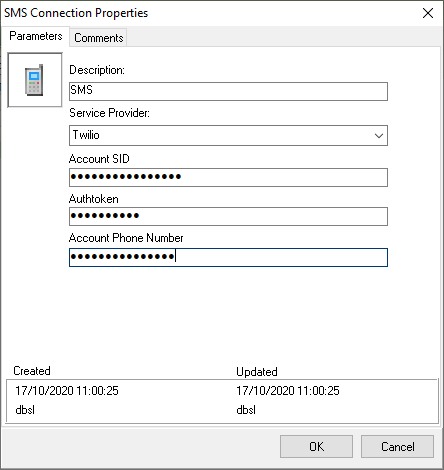 SMS Connection Properties
Parameters
Comments
Description:
SMS
Service Provider:
Twilio
Account SID
●●●●●●●●●●●●●●●●
Authtoken
●●●●●●●●●●
Account Phone Number
●●●●●●●●●●●●●●●
Created
Updated
17/10/2020 11:00:25
17/10/2020 11:00:25
dbsl
dbsl
OK
Cancel